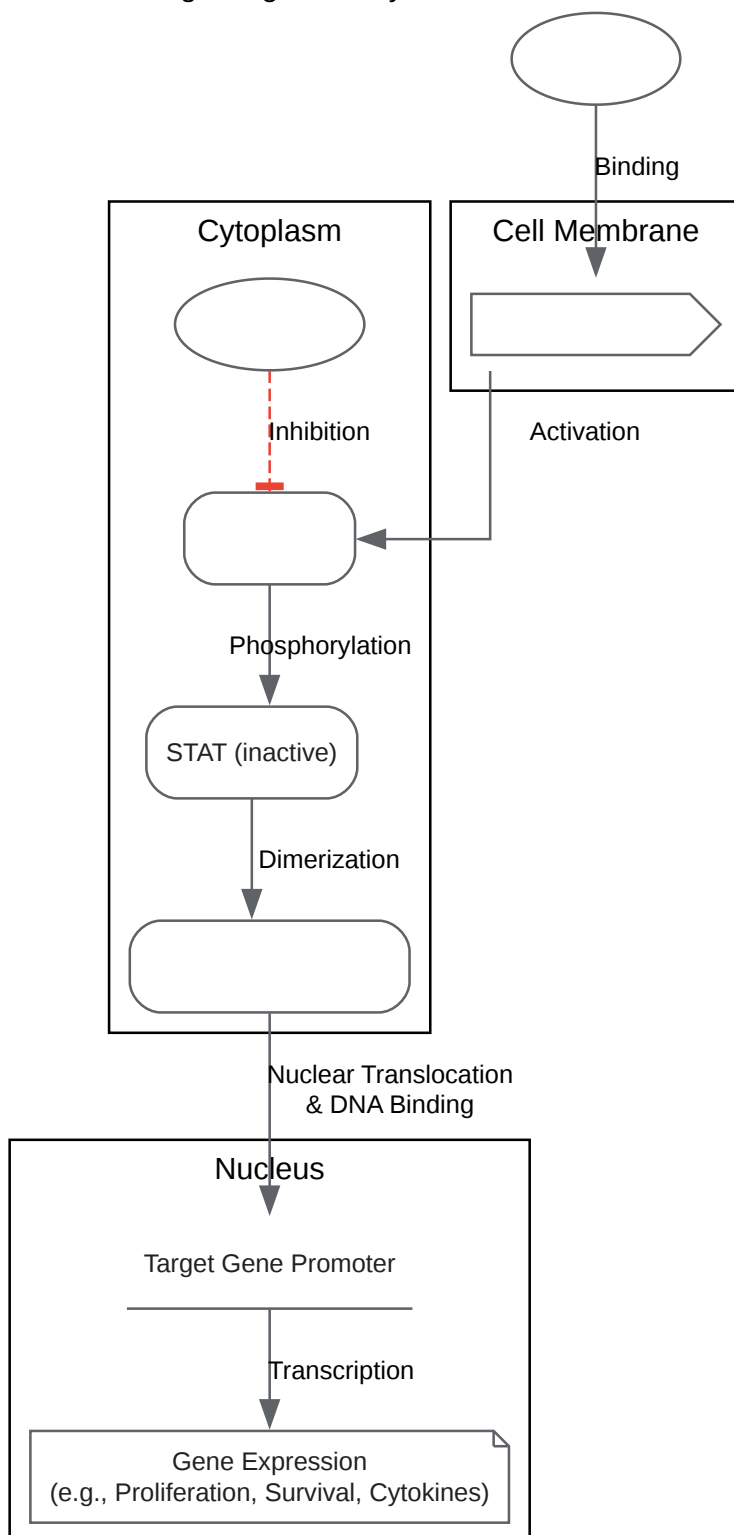 Binding
Cytoplasm
Cell Membrane
Inhibition
Activation
Phosphorylation
STAT (inactive)
Dimerization
Nuclear Translocation
& DNA Binding
Nucleus
Target Gene Promoter
Transcription
Gene Expression
(e.g., Proliferation, Survival, Cytokines)